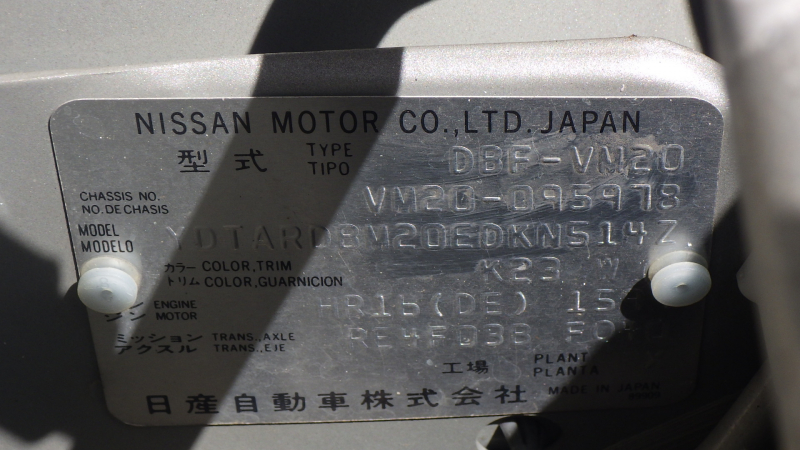 NISSAN MOTOR CO.,LTD. JAPAN
型式 TYPE TIPO DBF-VM20
CHASSIS NO. NO. DE CHASIS VM20-095978
MODEL MODELO
カラー COLOR,TRIM
トリム COLOR,GUARNICION K23 W
ENGINE MOTOR HR15(DE)
ミッション TRANS.,AXLE
アクスル TRANS.,EJE RE4F03B
工場 PLANT PLANTA
日産自動車株式会社 MADE IN JAPAN